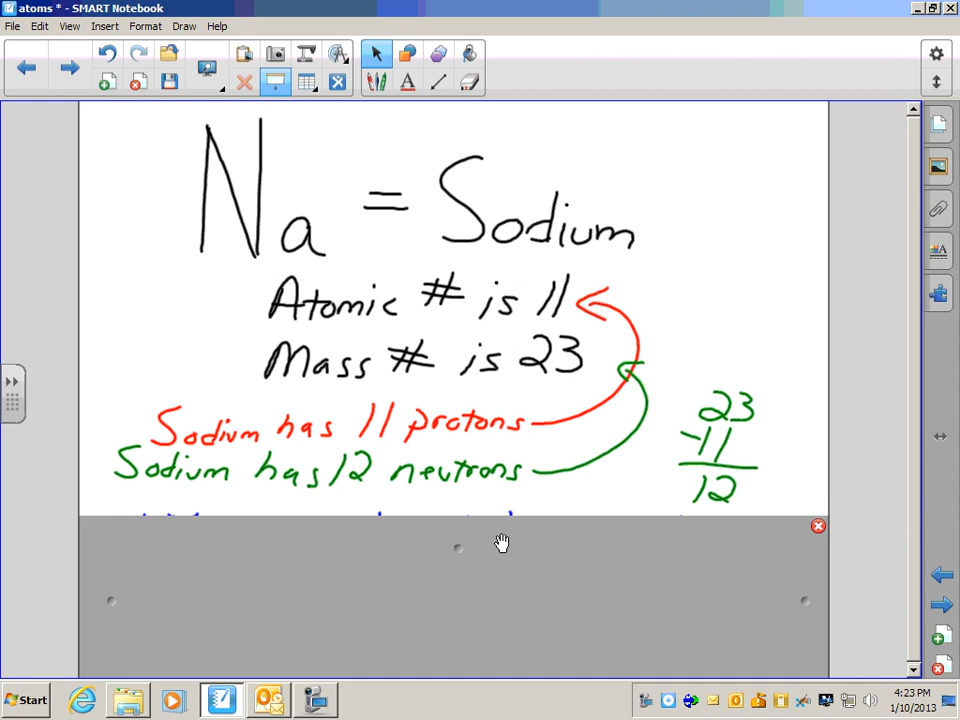 atoms * - SMART Notebook
File Edit View Insert Format Draw Help
Na = Sodium
Atomic # is 11
Mass # is 23
Sodium has 11 protons
Sodium has 12 neutrons
23
-11
12
Start
4:23 PM
1/10/2013